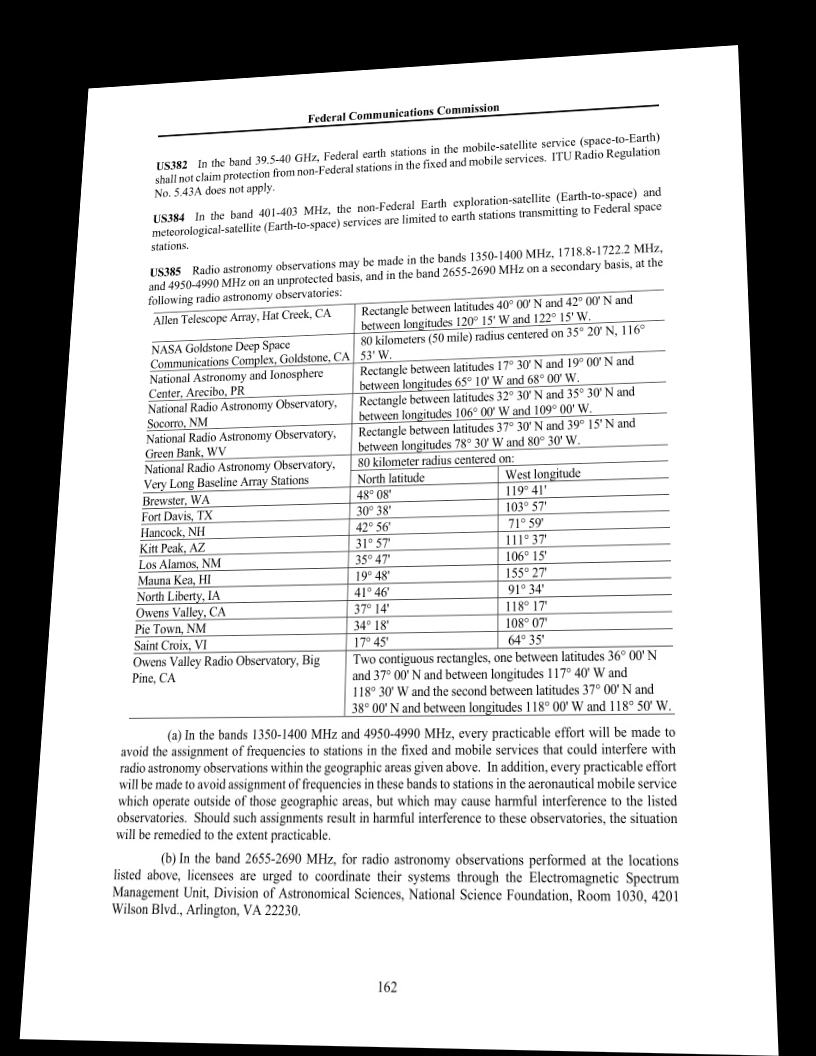 Federal Communications Commission
US382 In the band 39.5-40 GHz, Federal earth stations in the mobile-satellite service (space-to-Earth)
shall not claim protection from non-Federal stations in the fixed and mobile services. ITU Radio Regulation
No. 5.43A does not apply.
US384 In the band 401-403 MHz, the non-Federal Earth exploration-satellite (Earth-to-space) and
meteorological-satellite (Earth-to-space) services are limited to earth stations transmitting to Federal space
stations.
US385 Radio astronomy observations may be made in the bands 1350-1400 MHz, 1718.8-1722.2 MHz,
and 4950-4990 MHz on an unprotected basis, and in the band 2655-2690 MHz on a secondary basis, at the
following radio astronomy observatories:
Allen Telescope Array, Hat Creek, CA
Rectangle between latitudes 40° 00' N and 42° 00' N and
between longitudes 120° 15' W and 122° 15' W.
NASA Goldstone Deep Space
Communications Complex, Goldstone, CA
80 kilometers (50 mile) radius centered on 35° 20' N, 116°
53' W.
National Astronomy and Ionosphere
Center, Arecibo, PR
Rectangle between latitudes 17° 30' N and 19° 00' N and
between longitudes 65° 10' W and 68° 00' W.
National Radio Astronomy Observatory,
Socorro, NM
Rectangle between latitudes 32° 30' N and 35° 30' N and
between longitudes 106° 00' W and 109° 00' W.
National Radio Astronomy Observatory,
Green Bank, WV
Rectangle between latitudes 37° 30' N and 39° 15' N and
between longitudes 78° 30' W and 80° 30' W.
National Radio Astronomy Observatory,
Very Long Baseline Array Stations
80 kilometer radius centered on:
North latitude West longitude
Brewster, WA 48° 08' 119° 41'
Fort Davis, TX 30° 38' 103° 57'
Hancock, NH 42° 56' 71° 59'
Kitt Peak, AZ 31° 57' 111° 37'
Los Alamos, NM 35° 47' 106° 15'
Mauna Kea, HI 19° 48' 155° 27'
North Liberty, IA 41° 46' 91° 34'
Owens Valley, CA 37° 14' 118° 17'
Pie Town, NM 34° 18' 108° 07'
Saint Croix, VI 17° 45' 64° 35'
Owens Valley Radio Observatory, Big
Pine, CA
Two contiguous rectangles, one between latitudes 36° 00' N
and 37° 00' N and between longitudes 117° 40' W and
118° 30' W and the second between latitudes 37° 00' N and
38° 00' N and between longitudes 118° 00' W and 118° 50' W.
(a) In the bands 1350-1400 MHz and 4950-4990 MHz, every practicable effort will be made to
avoid the assignment of frequencies to stations in the fixed and mobile services that could interfere with
radio astronomy observations within the geographic areas given above. In addition, every practicable effort
will be made to avoid assignment of frequencies in these bands to stations in the aeronautical mobile service
which operate outside of those geographic areas, but which may cause harmful interference to the listed
observatories. Should such assignments result in harmful interference to these observatories, the situation
will be remedied to the extent practicable.
(b) In the band 2655-2690 MHz, for radio astronomy observations performed at the locations
listed above, licensees are urged to coordinate their systems through the Electromagnetic Spectrum
Management Unit, Division of Astronomical Sciences, National Science Foundation, Room 1030, 4201
Wilson Blvd., Arlington, VA 22230.
162